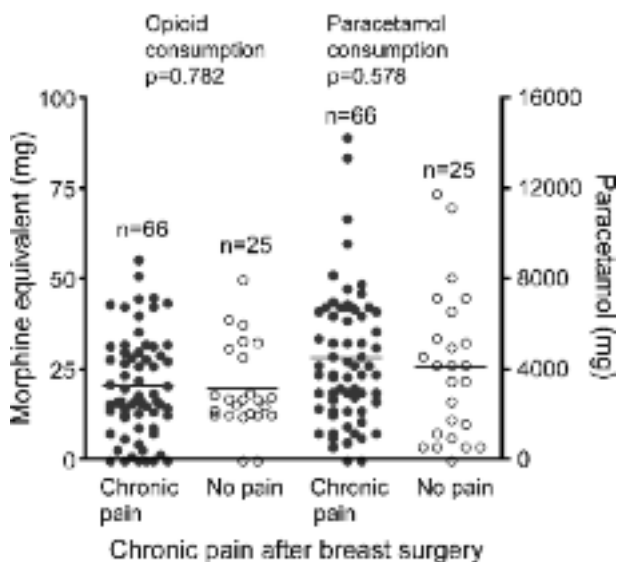 Opioid
consumption
p=0.782
Paracetamol
consumption
p=0.578
100
75
50
25
0
Morphine equivalent (mg)
n=66
n=25
n=66
n=25
16000
12000
8000
4000
0
Paracetamol (mg)
Chronic
pain
No pain
Chronic
pain
No pain
Chronic pain after breast surgery